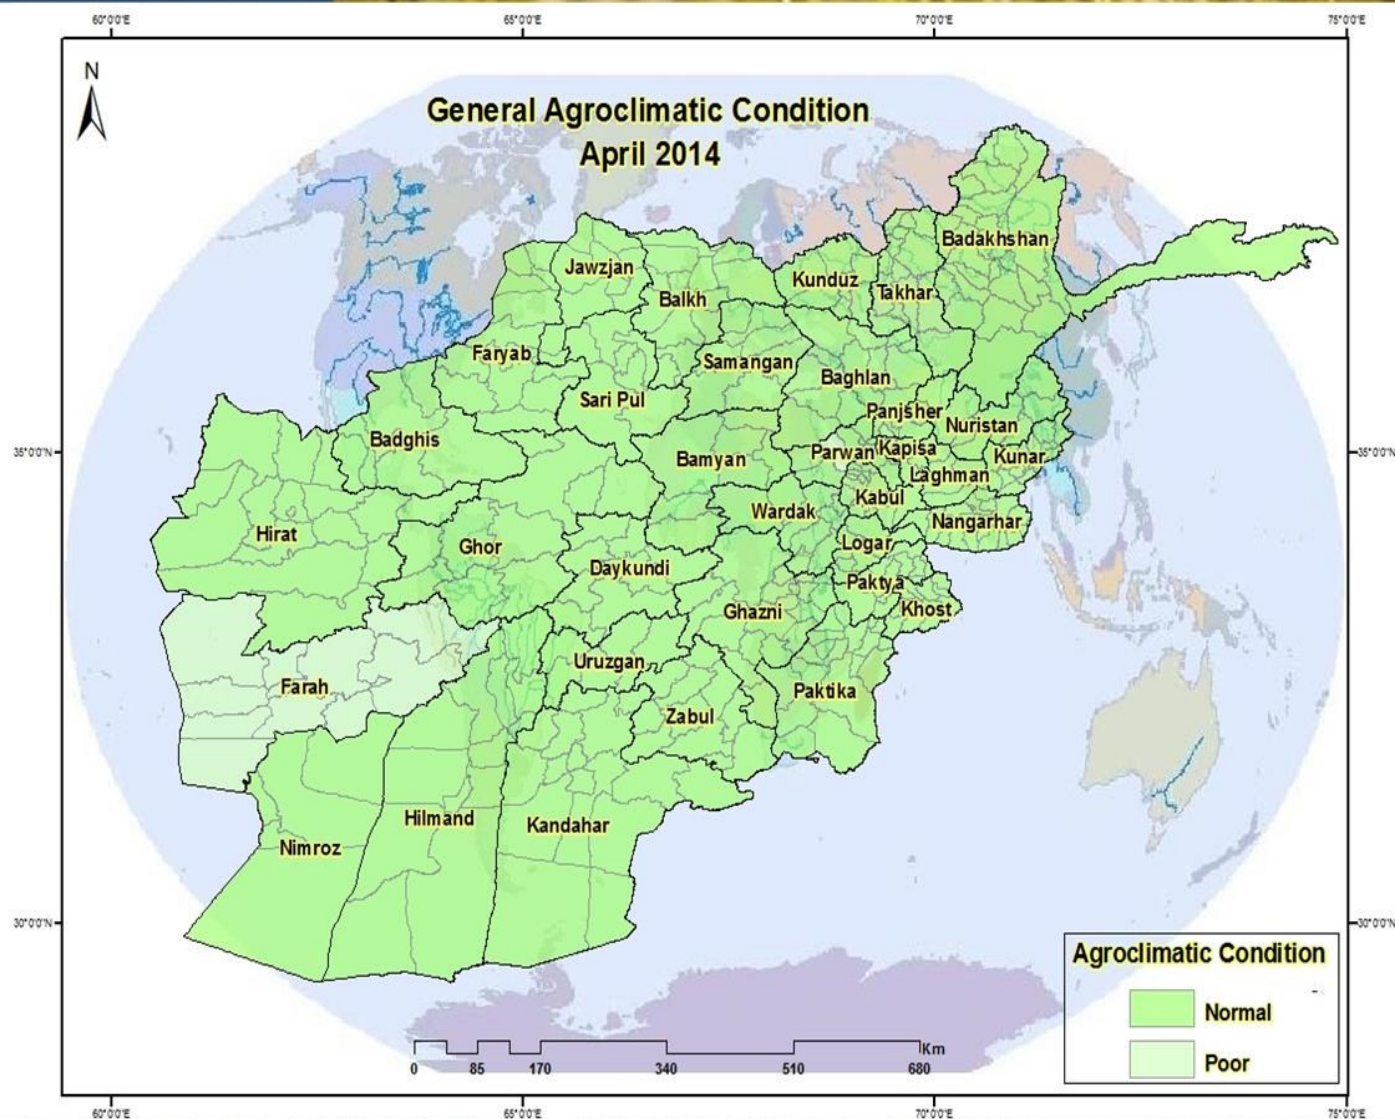 60°0'0"E 65°0'0"E 70°0'0"E 75°0'0"E
N
General Agroclimatic Condition
April 2014
Badakhshan
Jawzjan
Kunduz
Takhar
Balkh
Faryab
Samangan
Baghlan
Sari Pul
Panjsher
Nuristan
Badghis
35°0'0"N
Bamyan
Parwan
Kapisa
Kunar
35°0'0"N
Laghman
Kabul
Wardak
Nangarhar
Hirat
Ghor
Logar
Daykundi
Paktya
Ghazni
Khost
Uruzgan
Farah
Paktika
Zabul
Hilmand
Kandahar
Nimroz
30°0'0"N
30°0'0"N
Agroclimatic Condition
Normal
Poor
Km
0 85 170 340 510 680
60°0'0"E 65°0'0"E 70°0'0"E 75°0'0"E